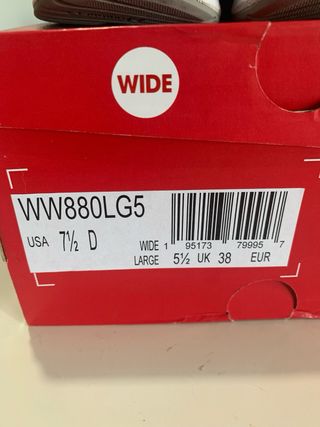 WIDE
WW880LG5
USA 7½ D
WIDE 1 95173 79995 7
LARGE 5½ UK 38 EUR